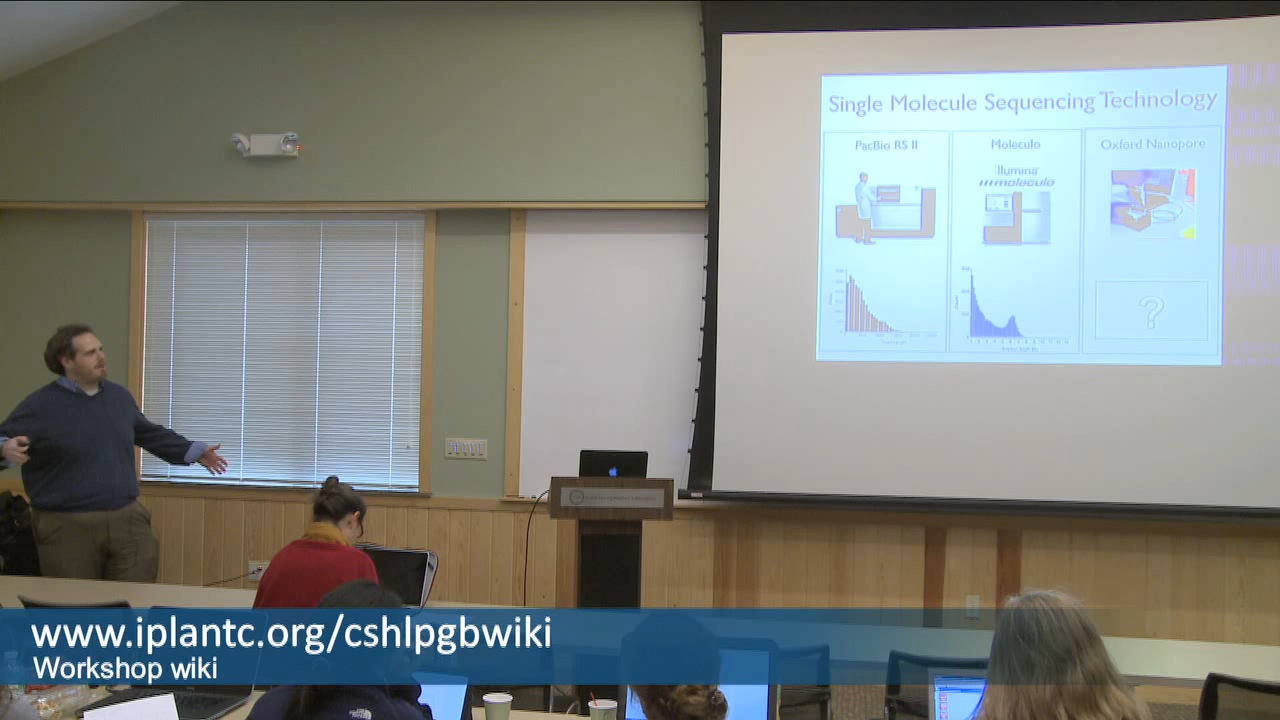 Single Molecule Sequencing Technology
PacBio RS II
Moleculo
Oxford Nanopore
illumina
moleculo
?
www.iplantc.org/cshlpgbwiki
Workshop wiki